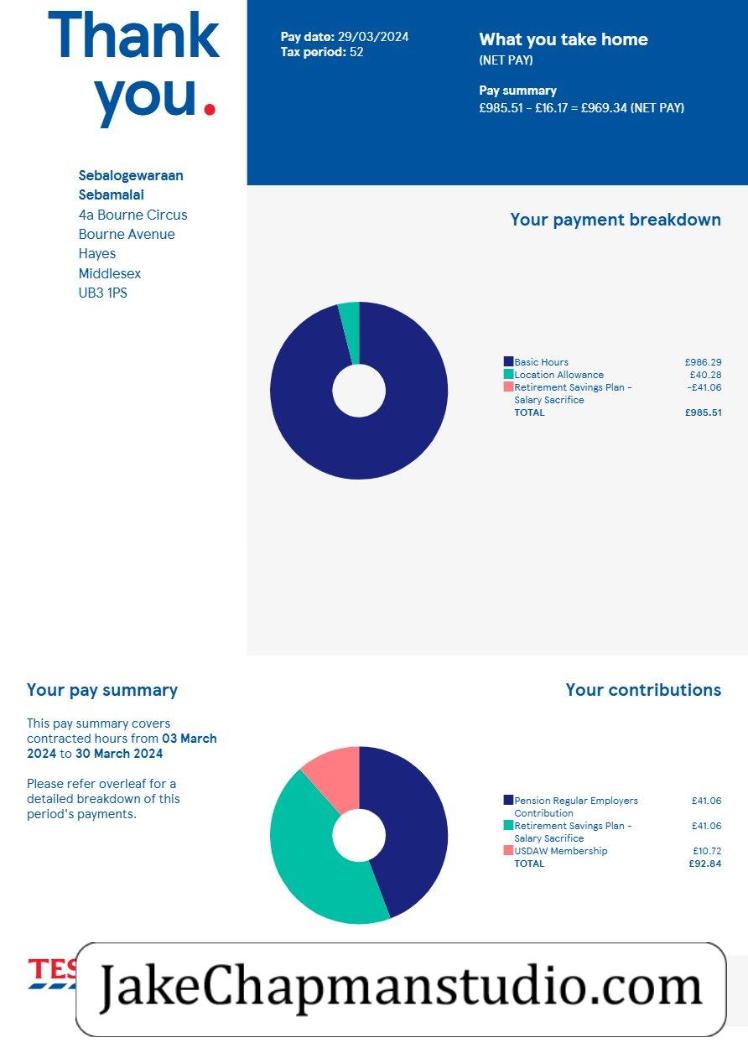 Thank
you.
Pay date: 29/03/2024
Tax period: 52
What you take home
(NET PAY)
Pay summary
£985.51 - £16.17 = £969.34 (NET PAY)
Sebalogewaraan
Sebamalai
4a Bourne Circus
Bourne Avenue
Hayes
Middlesex
UB3 1PS
Your payment breakdown
Basic Hours £986.29
Location Allowance £40.28
Retirement Savings Plan - -£41.06
Salary Sacrifice
TOTAL £985.51
Your pay summary
This pay summary covers
contracted hours from 03 March
2024 to 30 March 2024
Please refer overleaf for a
detailed breakdown of this
period's payments.
Your contributions
Pension Regular Employers £41.06
Contribution
Retirement Savings Plan - £41.06
Salary Sacrifice
USDAW Membership £10.72
TOTAL £92.84
TES
JakeChapmanstudio.com